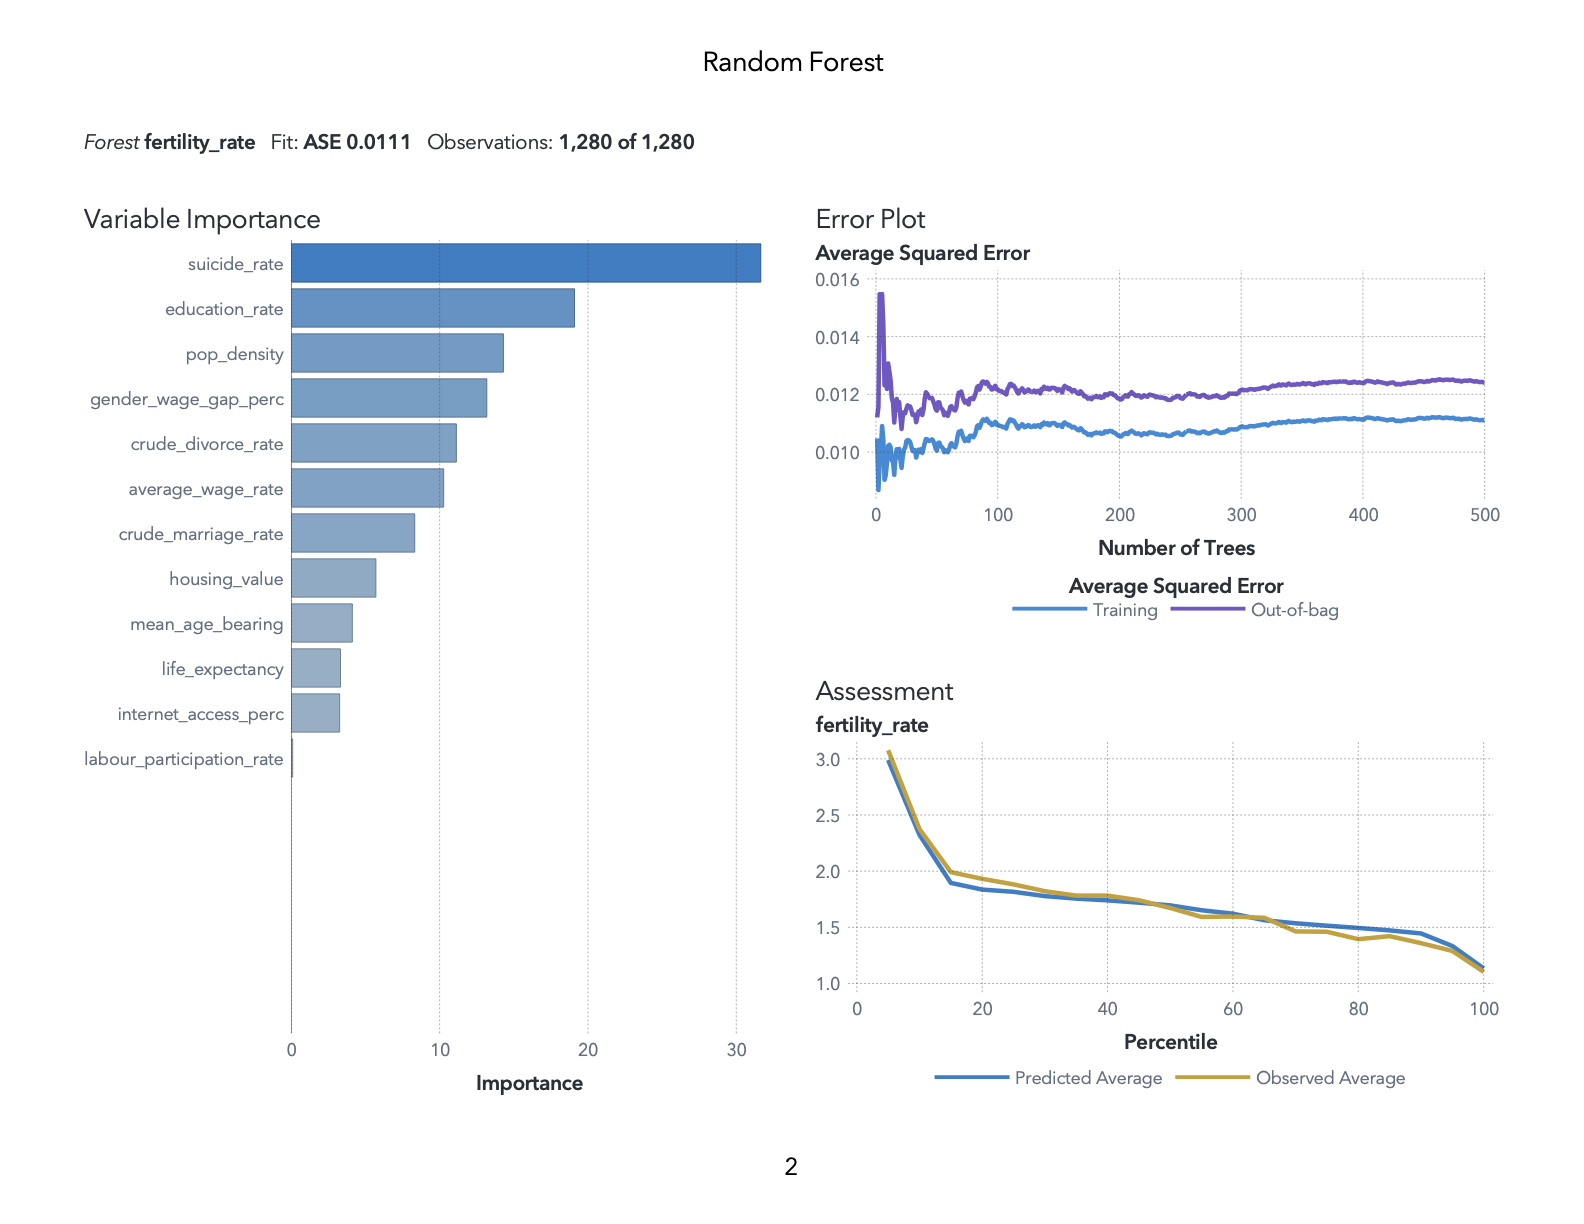 Random Forest
Forest fertility_rate Fit: ASE 0.0111 Observations: 1,280 of 1,280
Variable Importance
suicide_rate
education_rate
pop_density
gender_wage_gap_perc
crude_divorce_rate
average_wage_rate
crude_marriage_rate
housing_value
mean_age_bearing
life_expectancy
internet_access_perc
labour_participation_rate
0 10 20 30
Importance
Error Plot
Average Squared Error
0.016
0.014
0.012
0.010
0 100 200 300 400 500
Number of Trees
Average Squared Error
Training Out-of-bag
Assessment
fertility_rate
3.0
2.5
2.0
1.5
1.0
0 20 40 60 80 100
Percentile
Predicted Average Observed Average
2